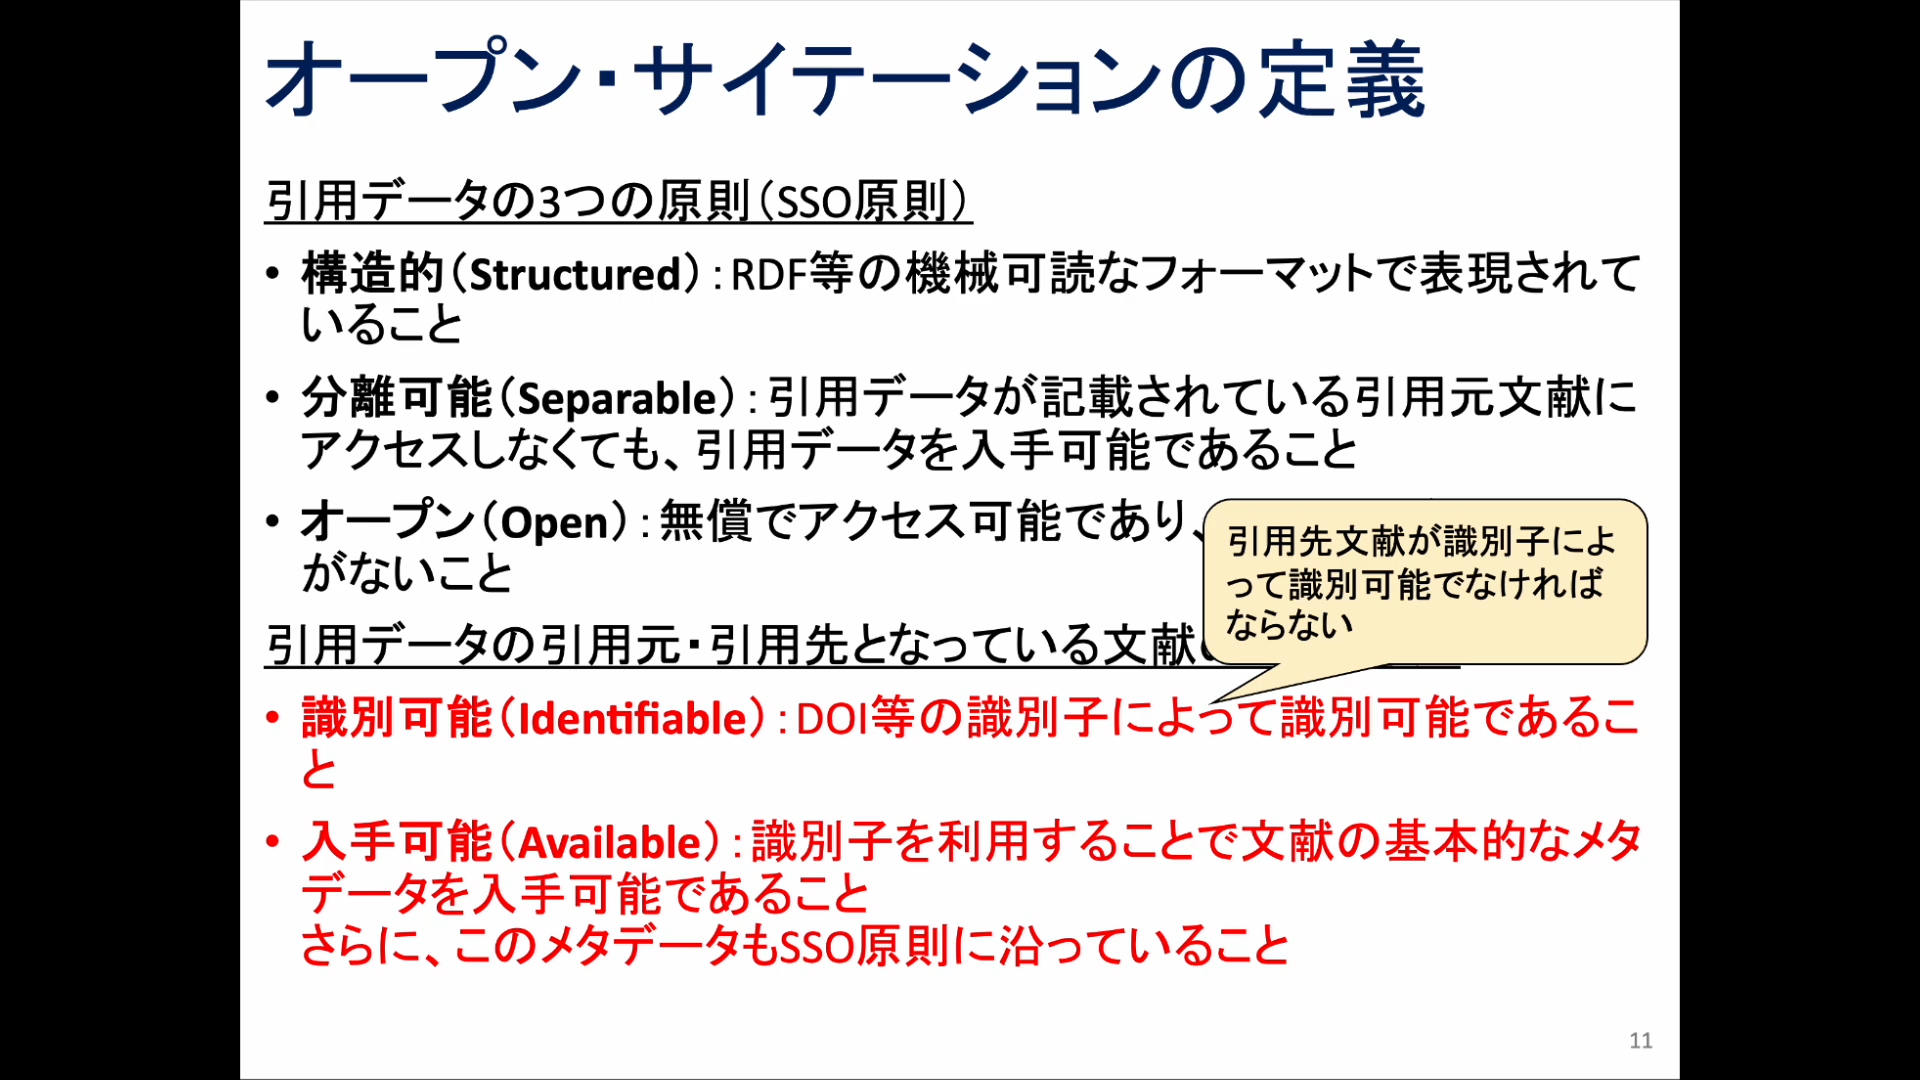 オープン・サイテーションの定義
引用データの3つの原則（SSO原則）
• 構造的（Structured）：RDF等の機械可読なフォーマットで表現されて
いること
• 分離可能（Separable）：引用データが記載されている引用元文献に
アクセスしなくても、引用データを入手可能であること
• オープン（Open）：無償でアクセス可能であり、
がないこと
引用先文献が識別子によ
って識別可能でなければ
ならない
引用データの引用元・引用先となっている文献
• 識別可能（Identifiable）：DOI等の識別子によって識別可能であるこ
と
• 入手可能（Available）：識別子を利用することで文献の基本的なメタ
データを入手可能であること
さらに、このメタデータもSSO原則に沿っていること
11